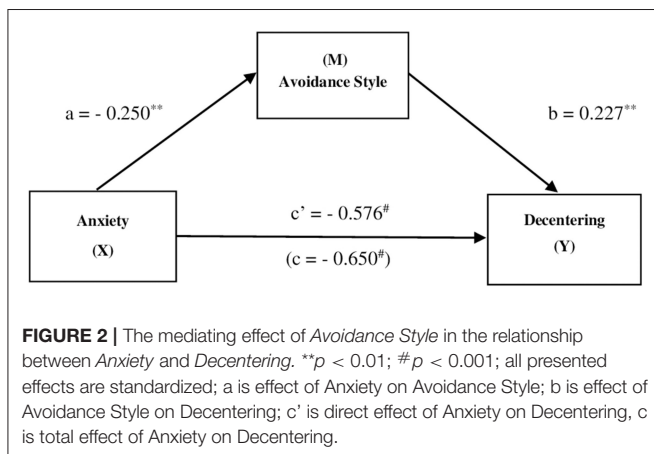 (M)
Avoidance Style
a = - 0.250**
b = 0.227**
Anxiety
(X)
c’ = - 0.576#
(c = - 0.650#)
Decentering
(Y)
FIGURE 2 | The mediating effect of Avoidance Style in the relationship
between Anxiety and Decentering. **p < 0.01; #p < 0.001; all presented
effects are standardized; a is effect of Anxiety on Avoidance Style; b is effect of
Avoidance Style on Decentering; c’ is direct effect of Anxiety on Decentering, c
is total effect of Anxiety on Decentering.